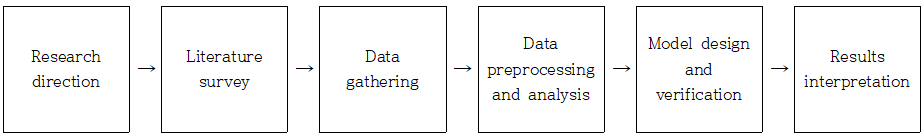 Research
direction
→
Literature
survey
→
Data
gathering
→
Data
preprocessing
and analysis
→
Model design
and
verification
→
Results
interpretation